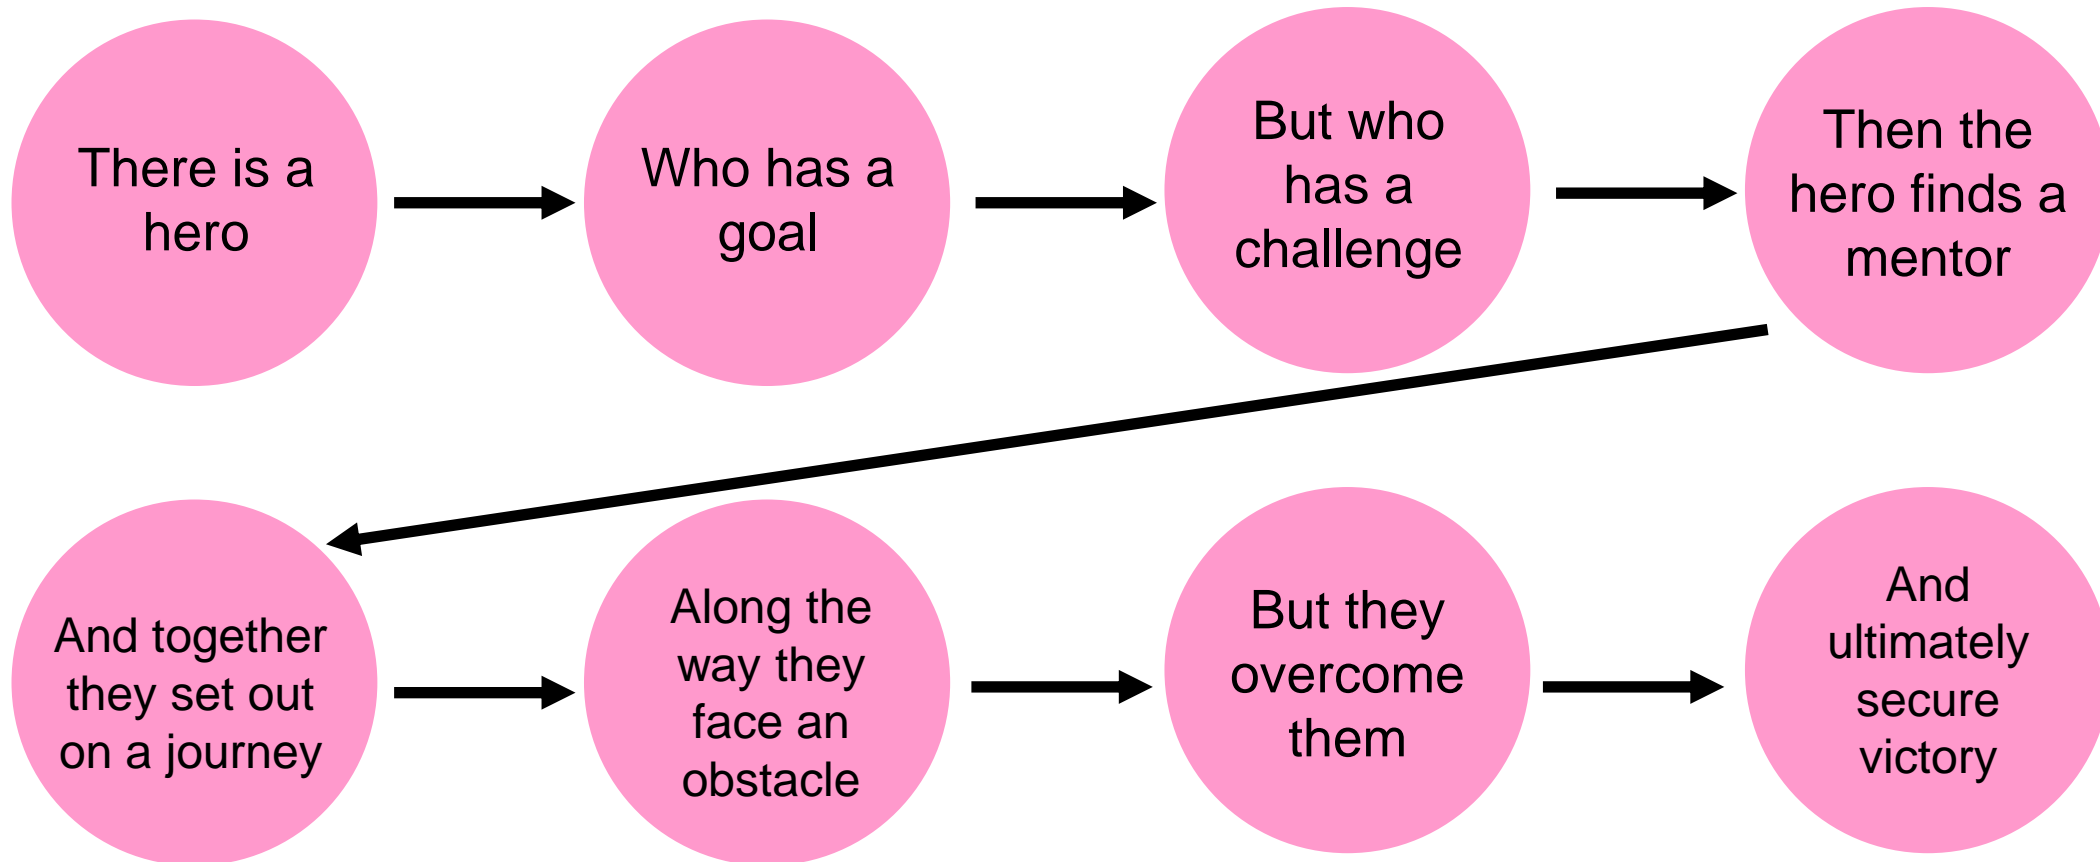 There is a
hero
Who has a
goal
But who
has a
challenge
Then the
hero finds a
mentor
And together
they set out
on a journey
Along the
way they
face an
obstacle
But they
overcome
them
And
ultimately
secure
victory